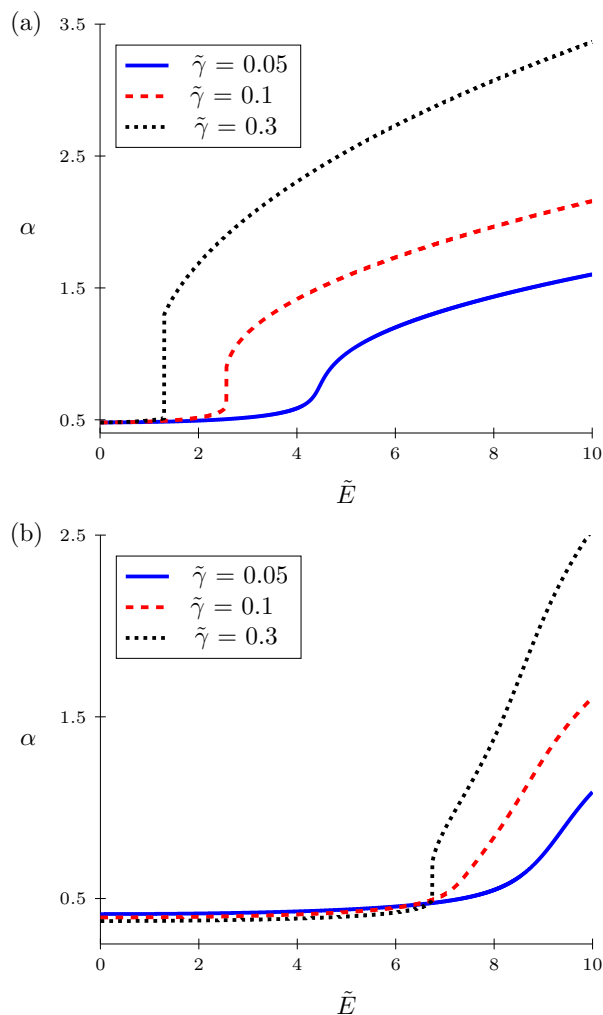 (a)
3.5
2.5
1.5
0.5
α
γ̃ = 0.05
γ̃ = 0.1
γ̃ = 0.3
0 2 4 6 8 10
Ẽ
(b)
2.5
1.5
0.5
α
γ̃ = 0.05
γ̃ = 0.1
γ̃ = 0.3
0 2 4 6 8 10
Ẽ